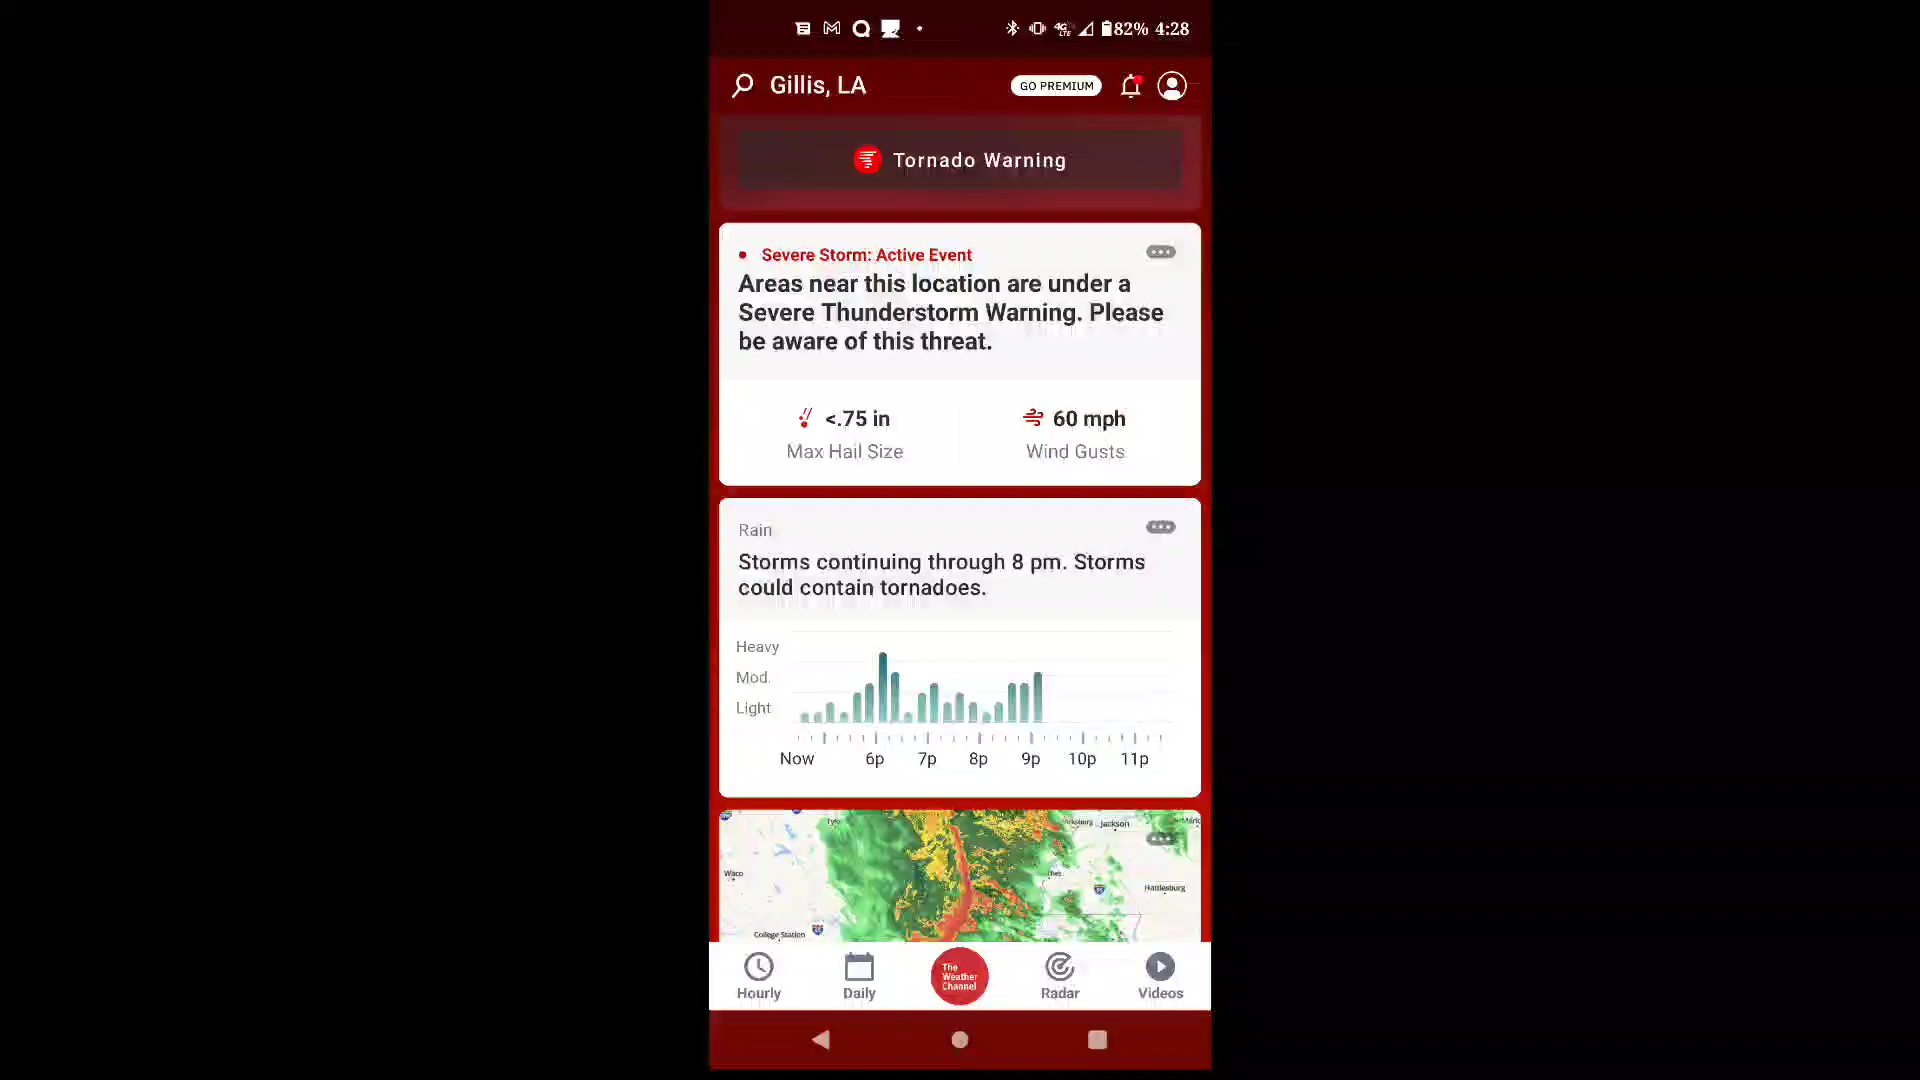 82% 4:28
Gillis, LA
GO PREMIUM
Tornado Warning
Severe Storm: Active Event
Areas near this location are under a
Severe Thunderstorm Warning. Please
be aware of this threat.
<.75 in
Max Hail Size
60 mph
Wind Gusts
Rain
Storms continuing through 8 pm. Storms
could contain tornadoes.
Heavy
Mod.
Light
Now 6p 7p 8p 9p 10p 11p
Jackson
Waco
Hattiesburg
College Station
The
Weather
Channel
Hourly
Daily
Radar
Videos